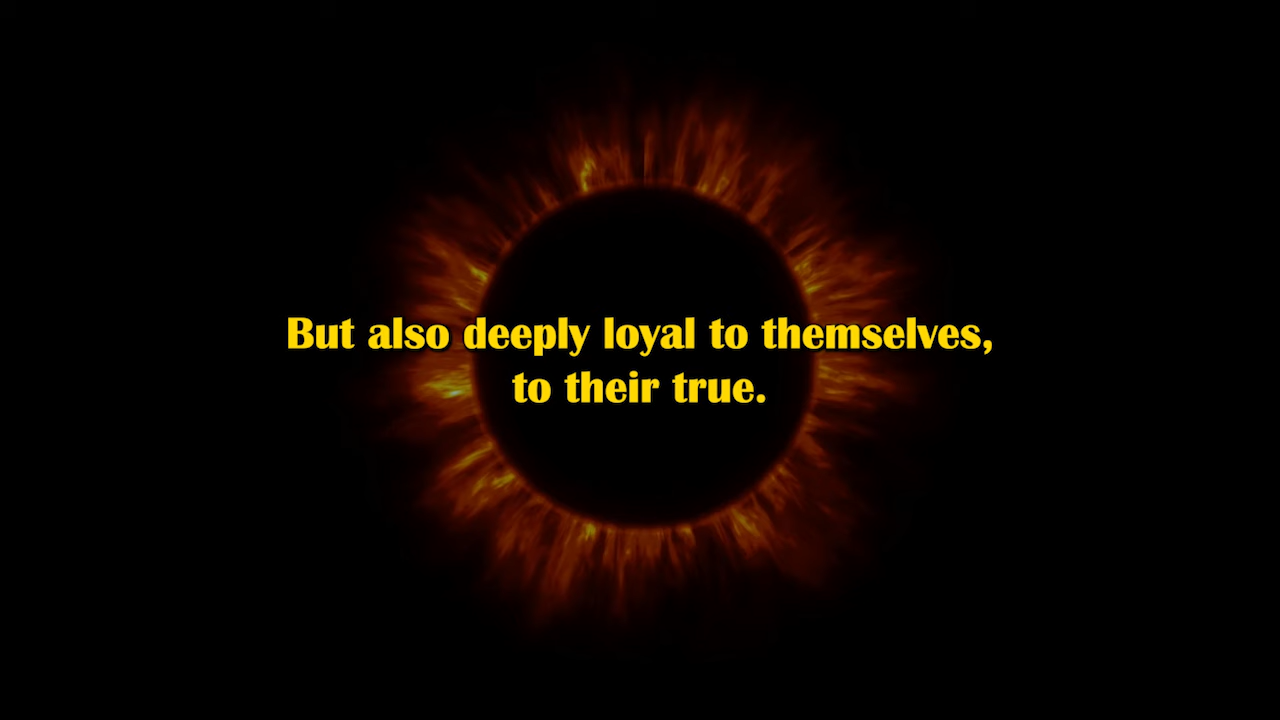 But also deeply loyal to themselves,
to their true.